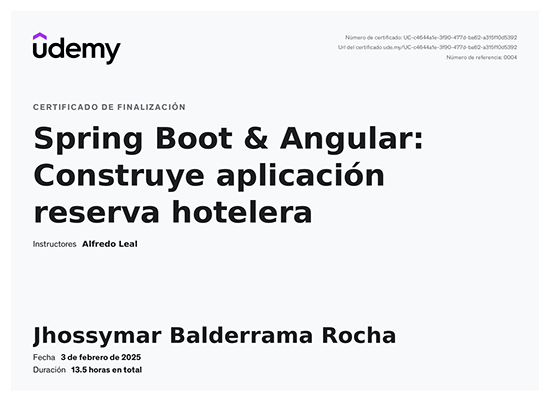 ûdemy
Número de certificado: UC-c4644a1e-3f90-477d-ba62-a315f10d5392
Url del certificado: ude.my/UC-c4644a1e-3f90-477d-ba62-a315f10d5392
Número de referencia: 0004
CERTIFICADO DE FINALIZACIÓN
Spring Boot & Angular:
Construye aplicación
reserva hotelera
Instructores Alfredo Leal
Jhossymar Balderrama Rocha
Fecha 3 de febrero de 2025
Duración 13.5 horas en total